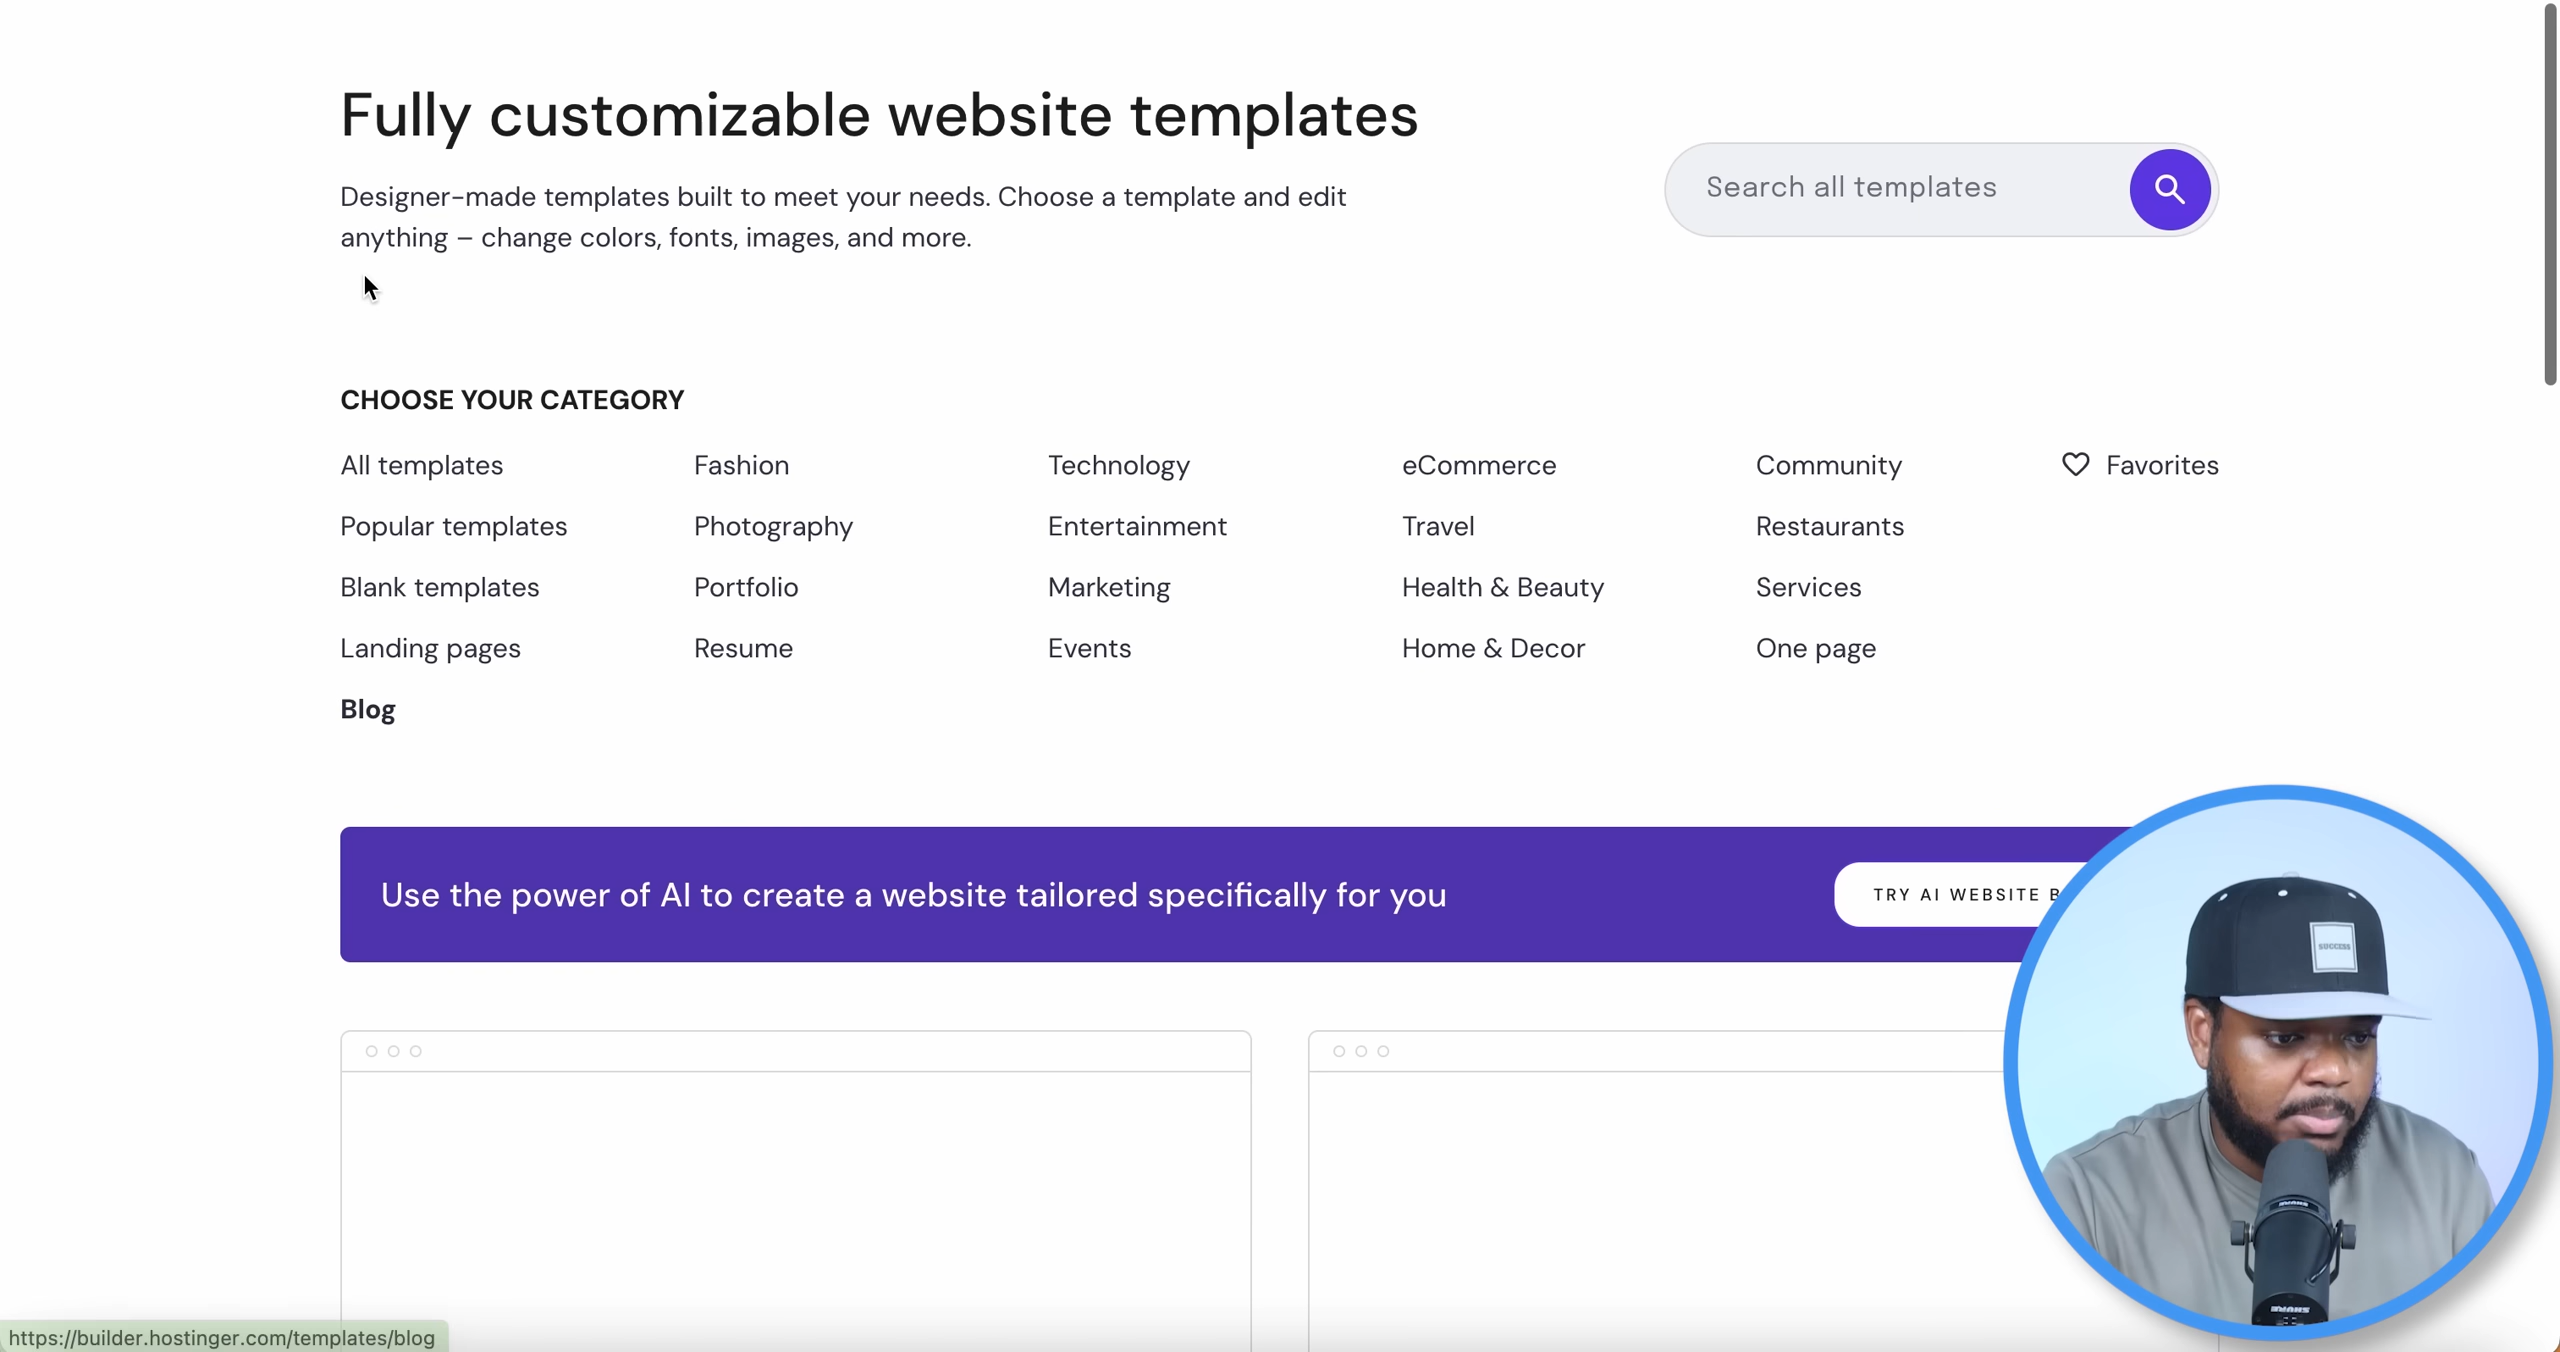 Fully customizable website templates
Designer-made templates built to meet your needs. Choose a template and edit
anything – change colors, fonts, images, and more.
Search all templates
CHOOSE YOUR CATEGORY
All templates
Popular templates
Blank templates
Landing pages
Blog
Fashion
Photography
Portfolio
Resume
Technology
Entertainment
Marketing
Events
eCommerce
Travel
Health & Beauty
Home & Decor
Community
Restaurants
Services
One page
Favorites
Use the power of AI to create a website tailored specifically for you
TRY AI WEBSITE B
SUCCESS
https://builder.hostinger.com/templates/blog